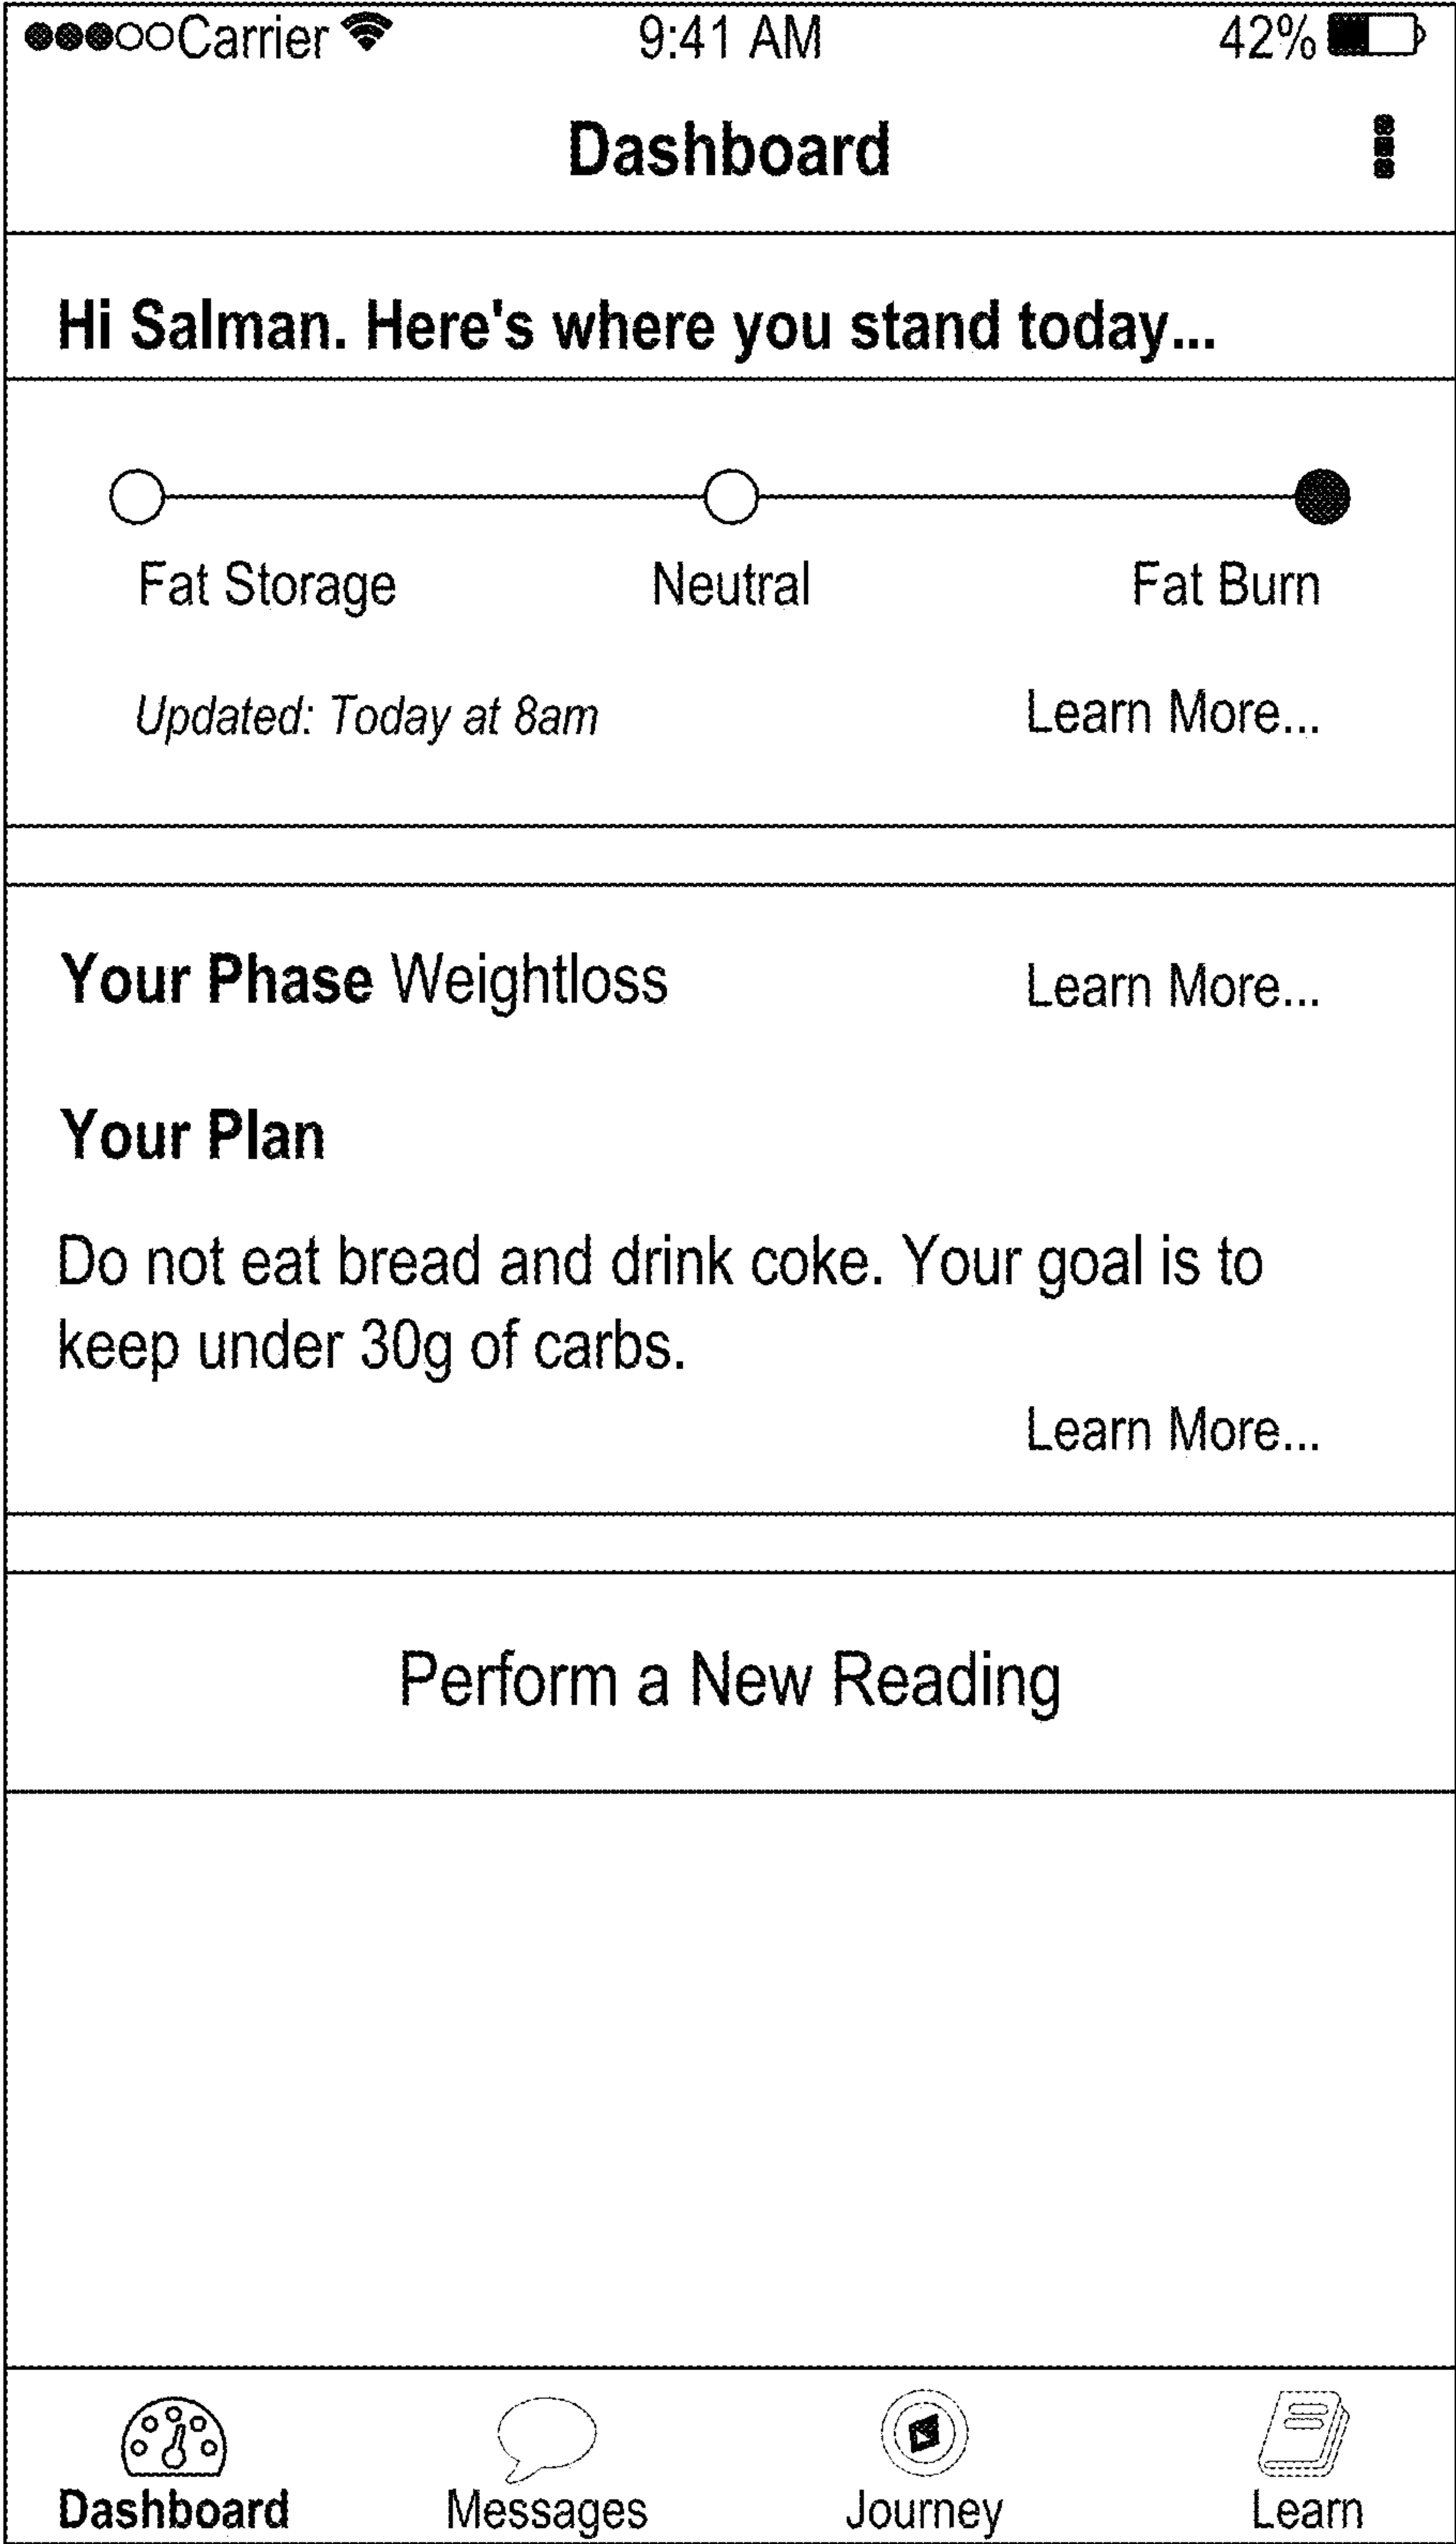 Carrier 9:41 AM 42%
Dashboard
Hi Salman. Here's where you stand today...
Fat Storage Neutral Fat Burn
Updated: Today at 8am Learn More...
Your Phase Weightloss Learn More...
Your Plan
Do not eat bread and drink coke. Your goal is to
keep under 30g of carbs.
Learn More...
Perform a New Reading
Dashboard Messages Journey Learn